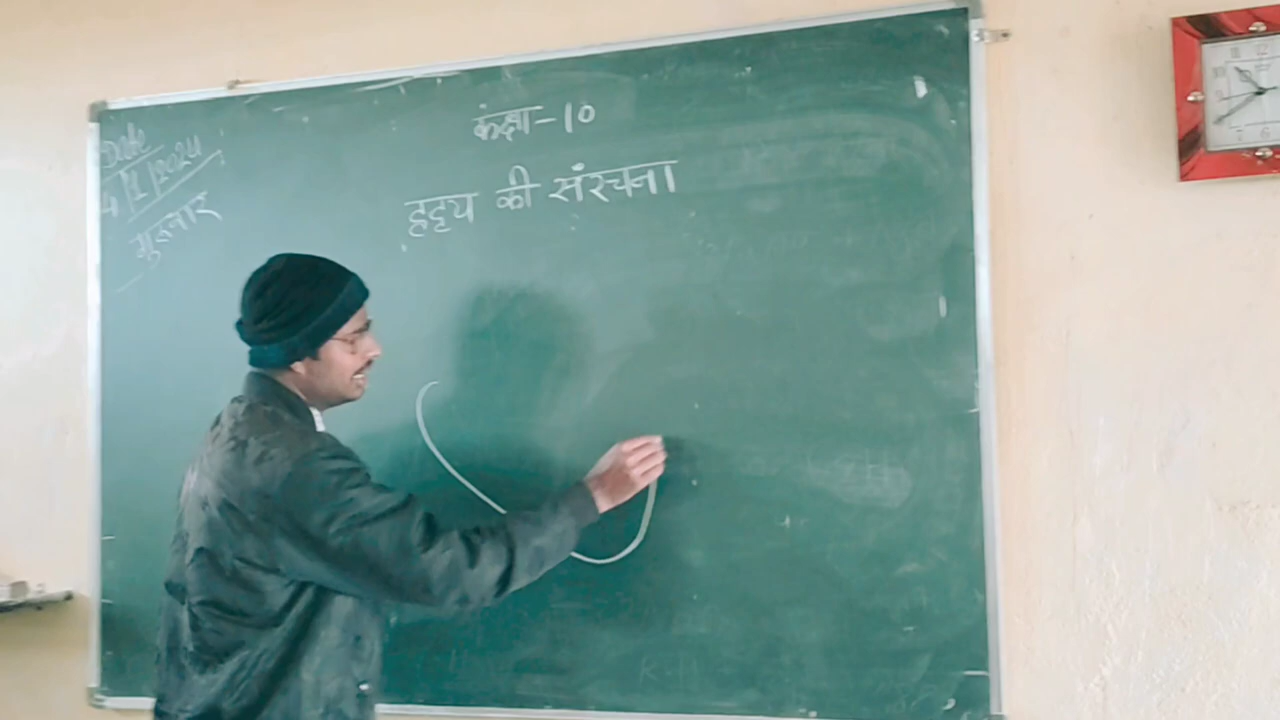 Date
4/1/2024
गुरुवार
कक्षा-10
हृदय की संरचना